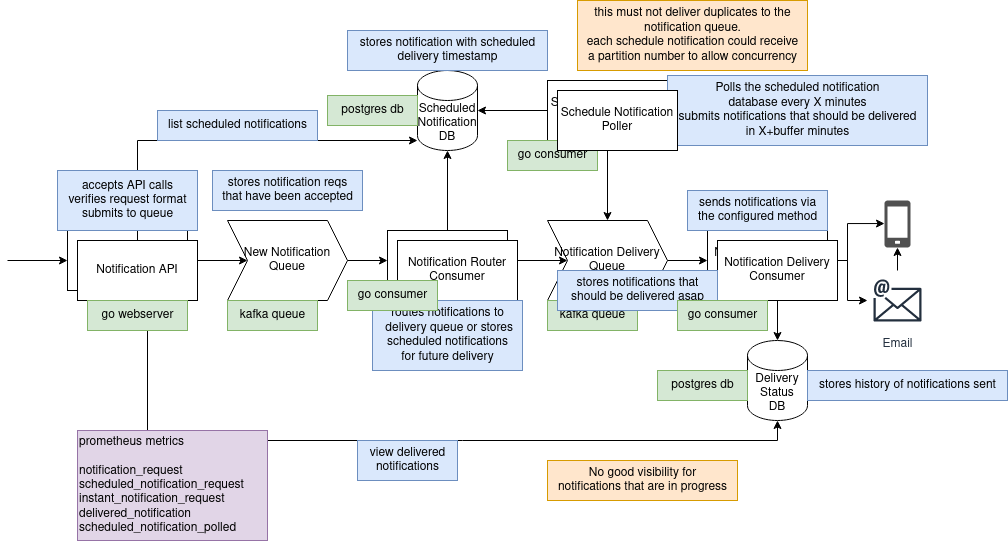 this must not deliver duplicates to the
notification queue.
each schedule notification could receive
a partition number to allow concurrency
stores notification with scheduled
delivery timestamp
Polls the scheduled notification
database every X minutes
submits notifications that should be delivered
in X+buffer minutes
postgres db
Scheduled
Notification
DB
S
Schedule Notification
Poller
go consumer
list scheduled notifications
accepts API calls
verifies request format
submits to queue
stores notification reqs
that have been accepted
sends notifications via
the configured method
Notification API
go webserver
New Notification
Queue
kafka queue
Notification Router
Consumer
go consumer
routes notifications to
delivery queue or stores
scheduled notifications
for future delivery
Notification Delivery
Queue
stores notifications that
should be delivered asap
kafka queue
N
Notification Delivery
Consumer
go consumer
@
Email
postgres db
Delivery
Status
DB
stores history of notifications sent
prometheus metrics
notification_request
scheduled_notification_request
instant_notification_request
delivered_notification
scheduled_notification_polled
view delivered
notifications
No good visibility for
notifications that are in progress